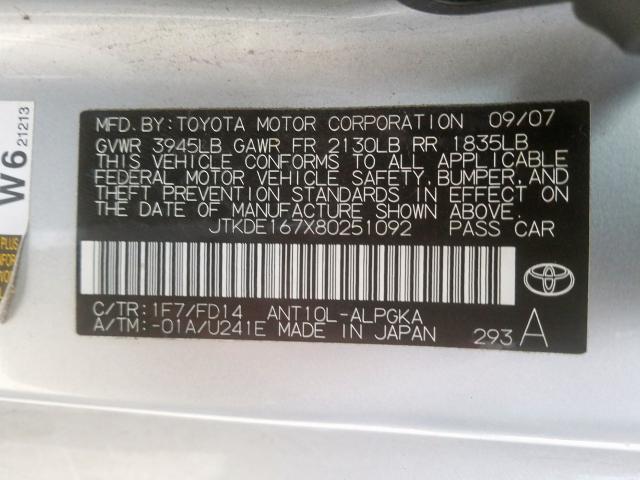 MFD. BY: TOYOTA MOTOR CORPORATION 09/07
GVWR 3945LB GAWR FR 2130LB RR 1835LB
THIS VEHICLE CONFORMS TO ALL APPLICABLE
FEDERAL MOTOR VEHICLE SAFETY, BUMPER, AND
THEFT PREVENTION STANDARDS IN EFFECT ON
THE DATE OF MANUFACTURE SHOWN ABOVE.
JTKDE167X80251092 PASS CAR
C/TR: 1F7/FD14 ANT10L-ALPGKA
A/TM: -01A/U241E MADE IN JAPAN
293 A
TOYOTA
W6 21213
PLUS